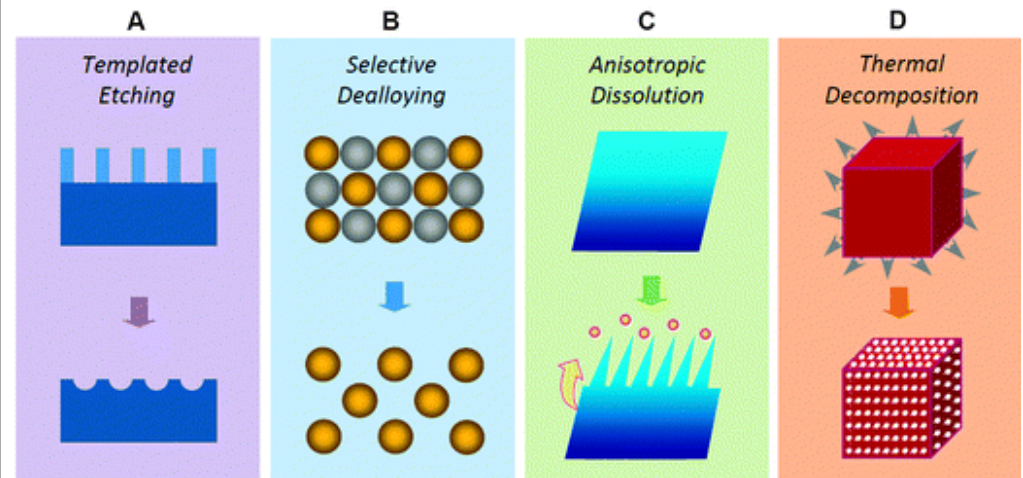 A
B
C
D
Templated
Etching
Selective
Dealloying
Anisotropic
Dissolution
Thermal
Decomposition